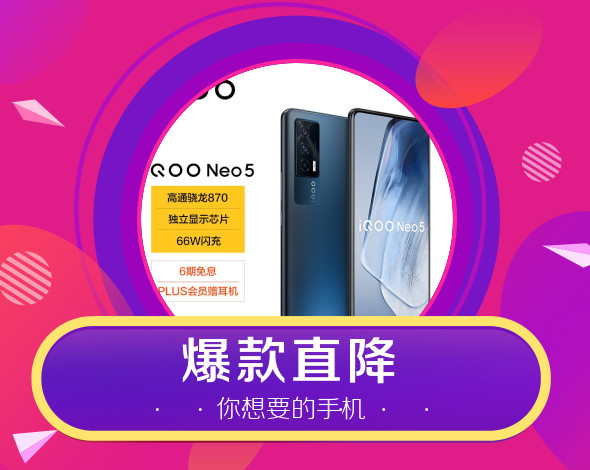 QOO Neo5
高通骁龙870
独立显示芯片
66W闪充
6期免息
PLUS会员赠耳机
iQOO
iQOO Neo5
爆款直降
你想要的手机